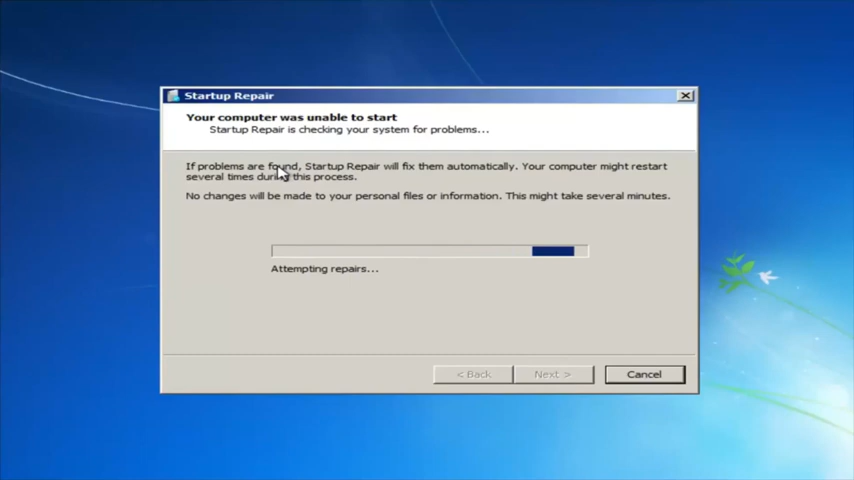 Startup Repair
Your computer was unable to start
Startup Repair is checking your system for problems...
If problems are found, Startup Repair will fix them automatically. Your computer might restart
several times during this process.
No changes will be made to your personal files or information. This might take several minutes.
Attempting repairs...
< Back
Next >
Cancel